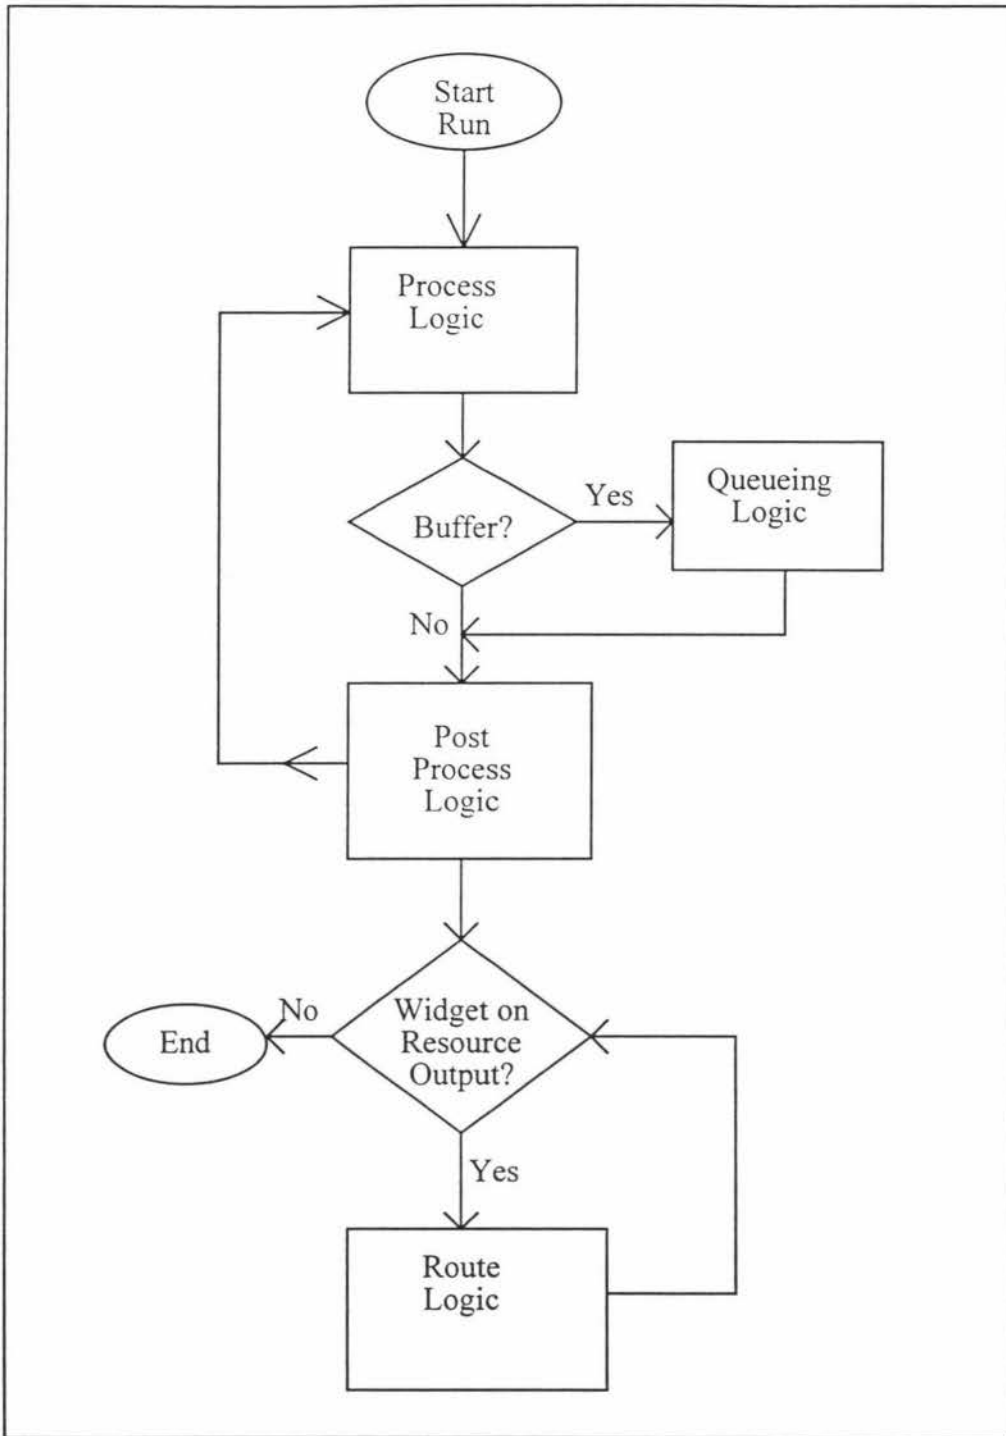 Start
Run
Process
Logic
Buffer?
Yes
Queueing
Logic
No
Post
Process
Logic
No
Widget on
Resource
Output?
End
Yes
Route
Logic